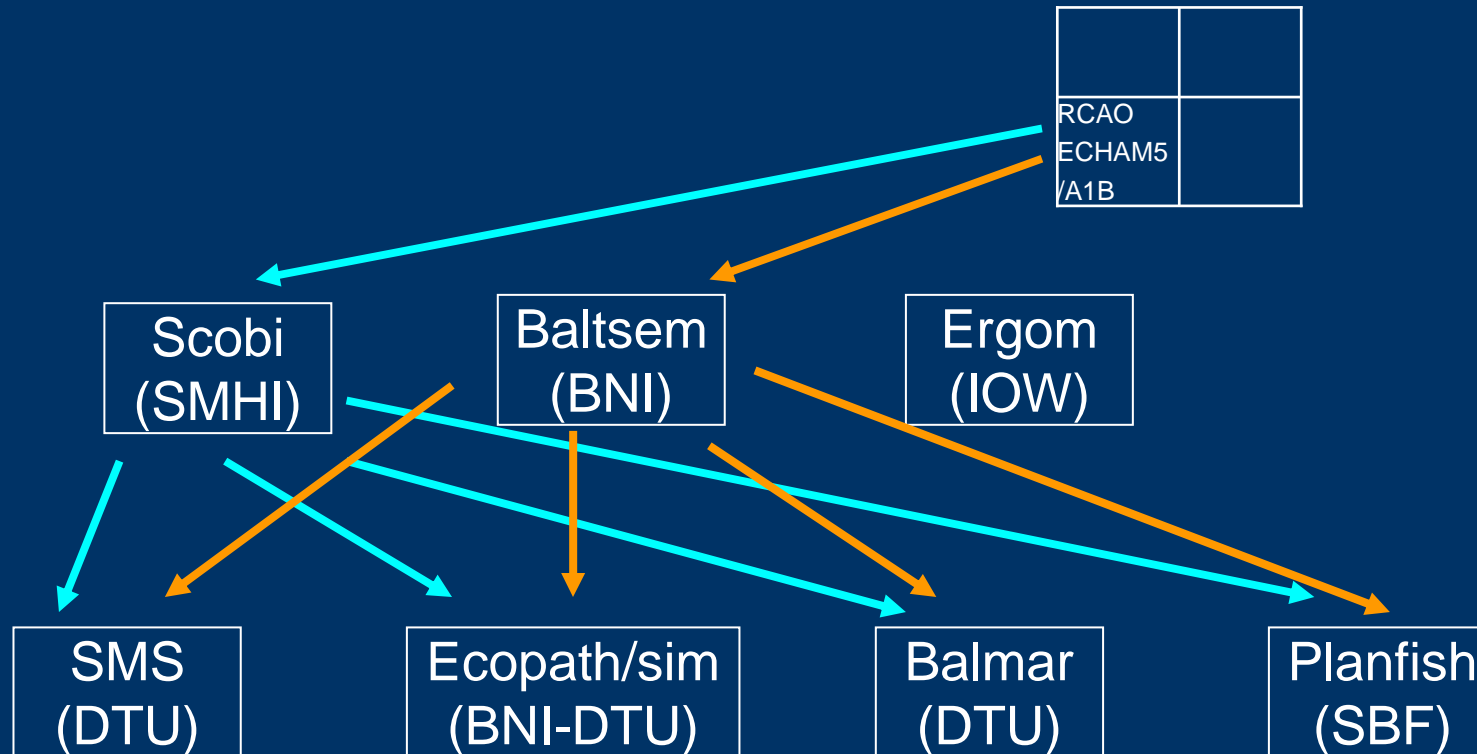 RCAO
ECHAM5
/A1B
Scobi
(SMHI)
Baltsem
(BNI)
Ergom
(IOW)
SMS
(DTU)
Ecopath/sim
(BNI-DTU)
Balmar
(DTU)
Planfish
(SBF)